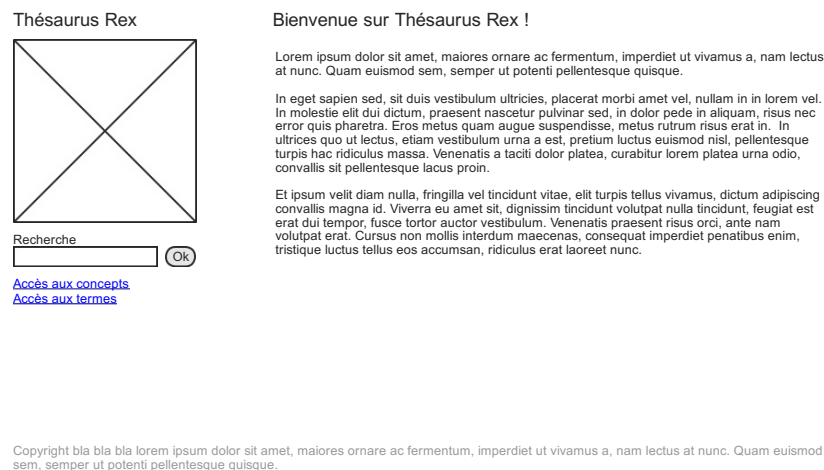 Thésaurus Rex
Recherche
Ok
Accès aux concepts
Accès aux termes
Bienvenue sur Thésaurus Rex !
Lorem ipsum dolor sit amet, maiores ornare ac fermentum, imperdiet ut vivamus a, nam lectus
at nunc. Quam euismod sem, semper ut potenti pellentesque quisque.
In eget sapien sed, sit duis vestibulum ultricies, placerat morbi amet vel, nullam in in lorem vel.
In molestie elit dui dictum, praesent nascetur pulvinar sed, in dolor pede in aliquam, risus nec
error quis pharetra. Eros metus quam augue suspendisse, metus rutrum risus erat in.  In
ultrices quo ut lectus, etiam vestibulum urna a est, pretium luctus euismod nisl, pellentesque
turpis hac ridiculus massa. Venenatis a taciti dolor platea, curabitur lorem platea urna odio,
convallis sit pellentesque lacus proin.
Et ipsum velit diam nulla, fringilla vel tincidunt vitae, elit turpis tellus vivamus, dictum adipiscing
convallis magna id. Viverra eu amet sit, dignissim tincidunt volutpat nulla tincidunt, feugiat est
erat dui tempor, fusce tortor auctor vestibulum. Venenatis praesent risus orci, ante nam
volutpat erat. Cursus non mollis interdum maecenas, consequat imperdiet penatibus enim,
tristique luctus tellus eos accumsan, ridiculus erat laoreet nunc.
Copyright bla bla bla lorem ipsum dolor sit amet, maiores ornare ac fermentum, imperdiet ut vivamus a, nam lectus at nunc. Quam euismod
sem, semper ut potenti pellentesque quisque.